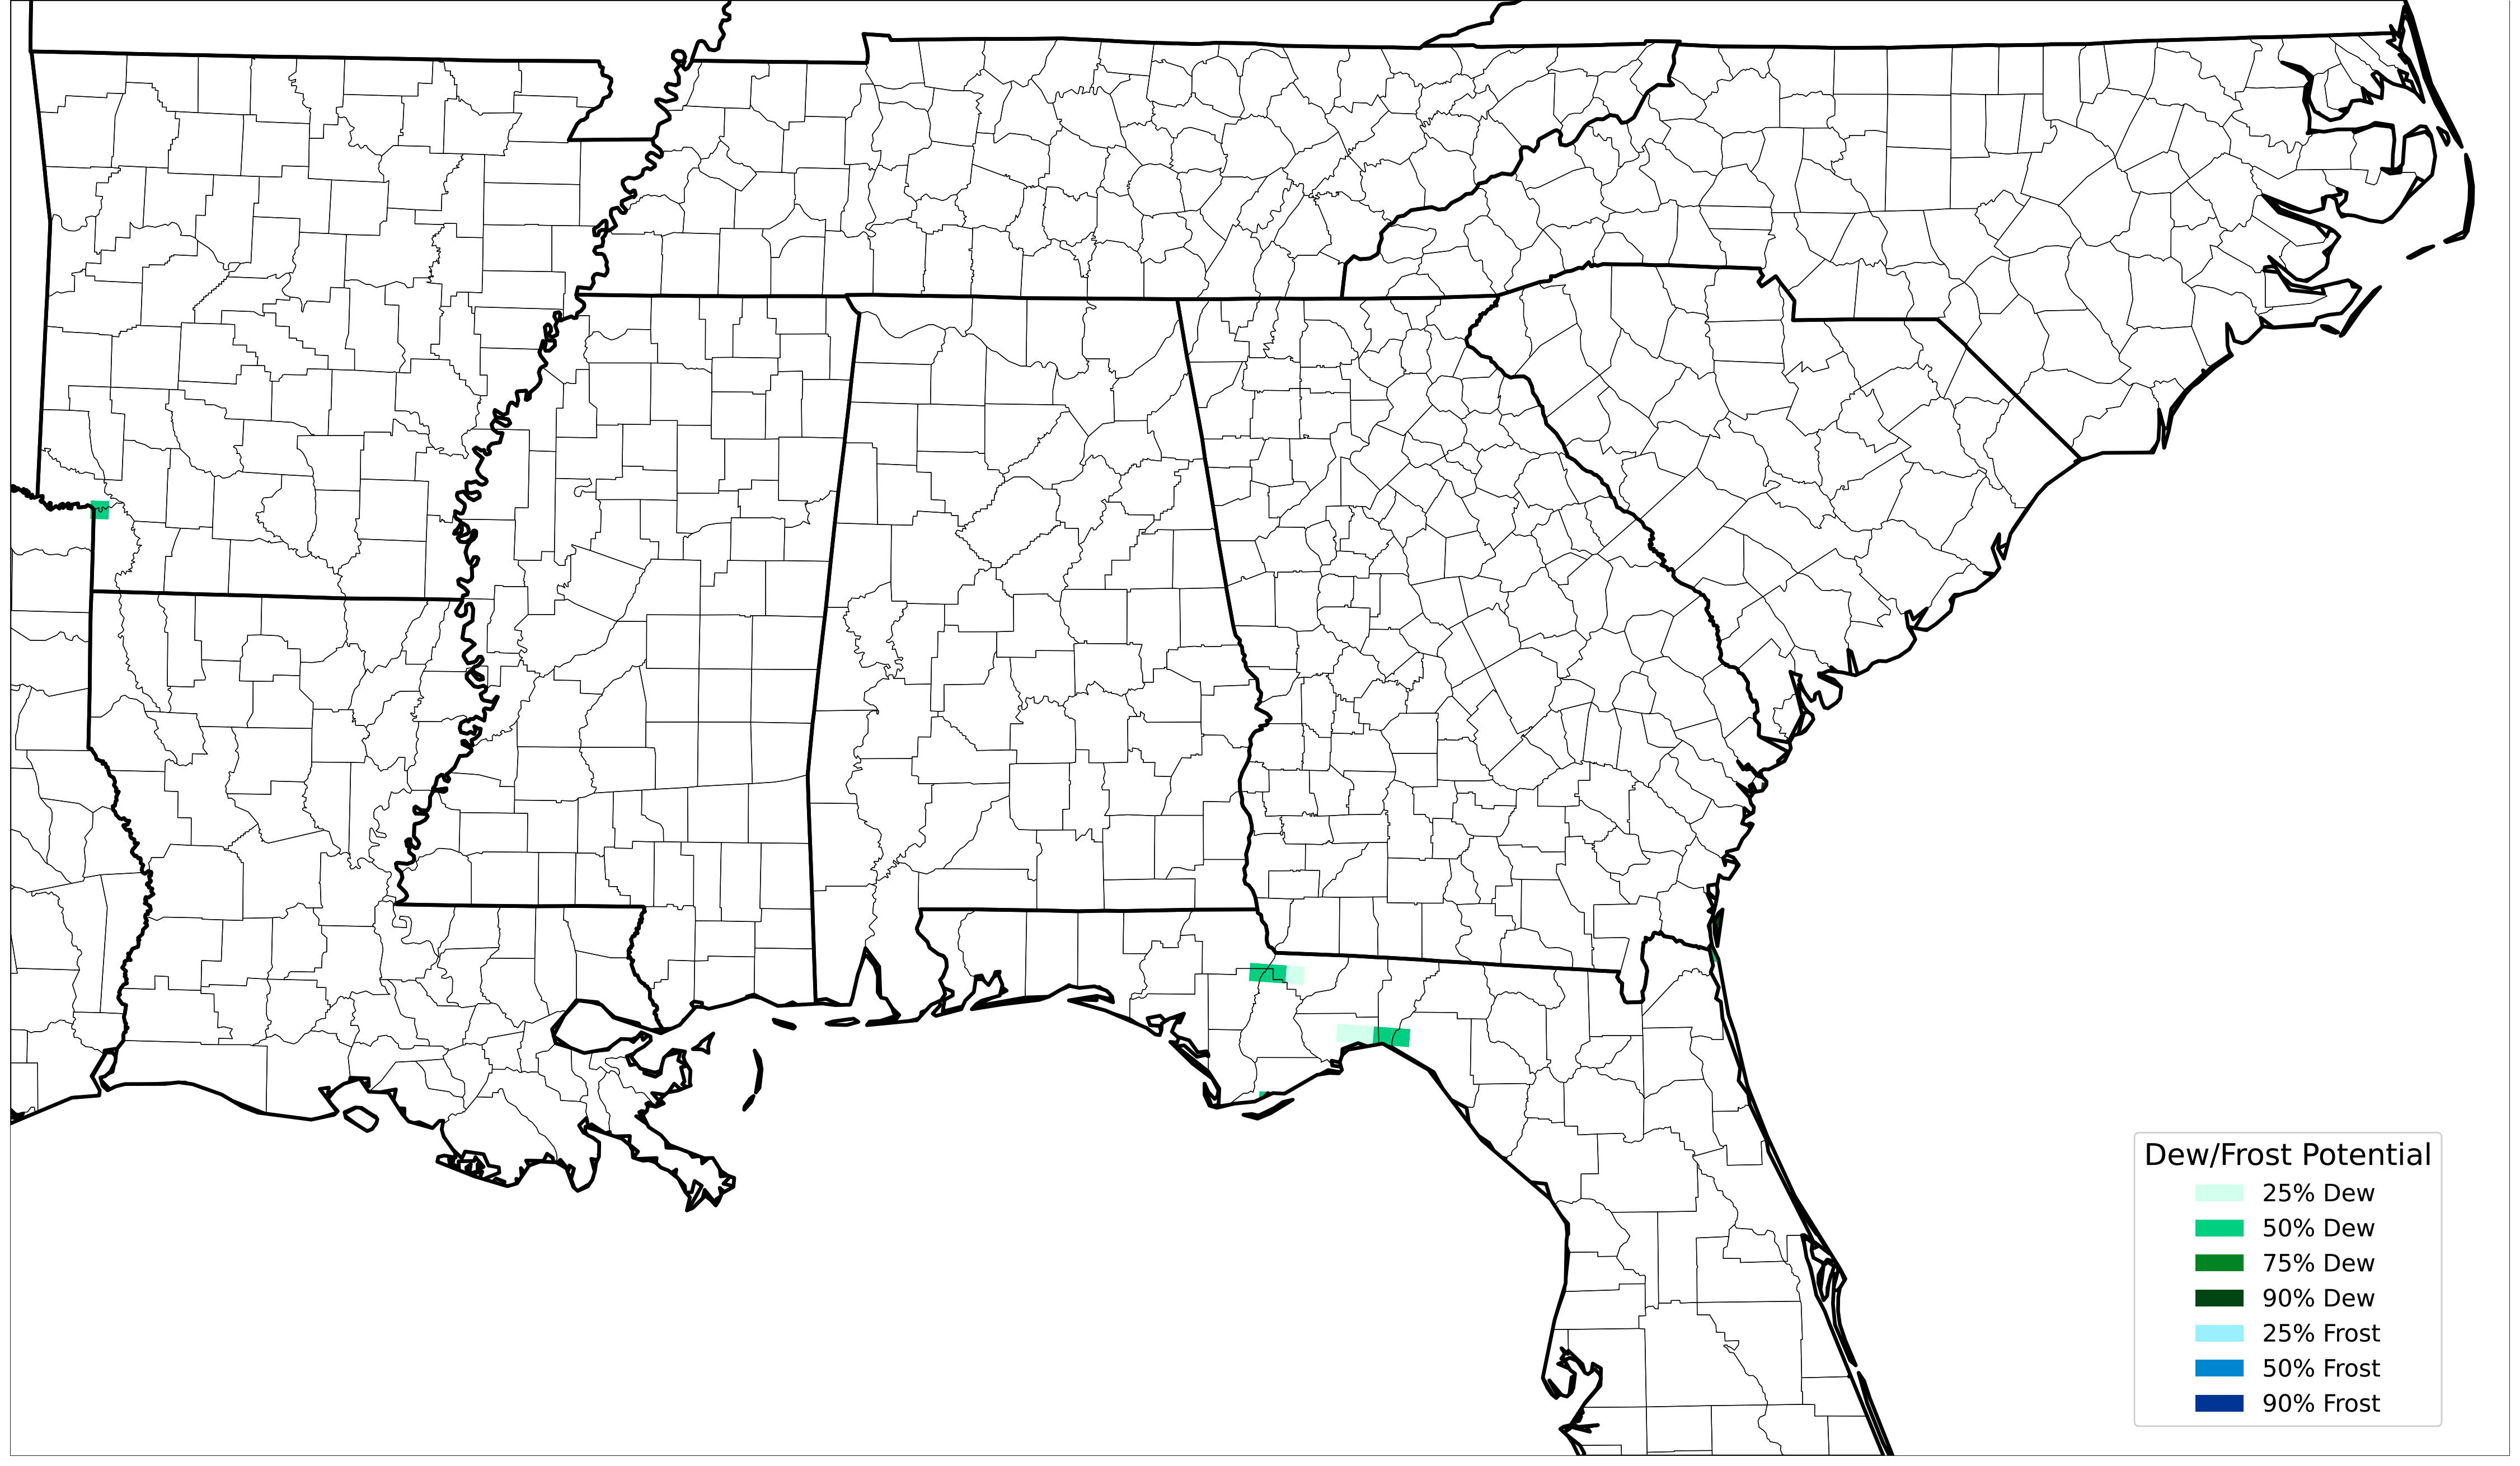 Dew/Frost Potential
25% Dew
50% Dew
75% Dew
90% Dew
25% Frost
50% Frost
90% Frost